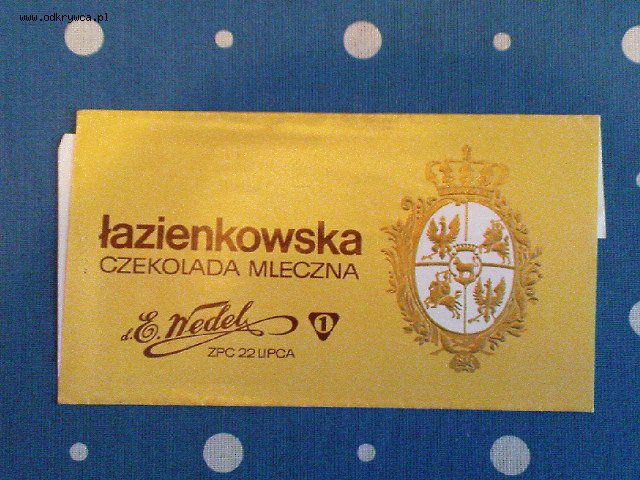 www.odkrywca.pl
łazienkowska
CZEKOLADA MLECZNA
d. E. Wedel
1
ZPC 22 LIPCA